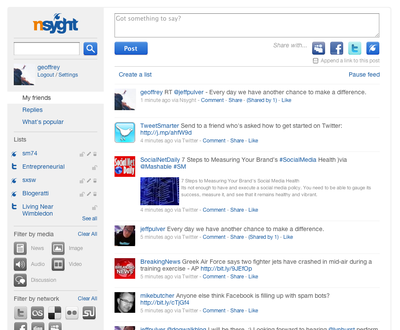 nsyght
geoffrey
Logout / Settings
My friends
Replies
What's popular
Lists
sm74
Entrepreneurial
sxsw
Blogeratti
Living Near
Wimbledon
See all
Filter by media
Clear All
News
Image
Audio
Video
Discussion
Filter by network
Clear All
Got something to say?
Post
Share with...
Append a link to this post
Create a list
Pause feed
geoffrey RT @jeffpulver - Every day we have another chance to make a difference.
1 minute ago via Nsyght - Comment - Share - (Shared by 1) - Like
TweetSmarter Send to a friend who's asked how to get started on Twitter:
http://j.mp/ahfW9d
4 minutes ago via Twitter - Comment - Share - Like
SocialNetDaily 7 Steps to Measuring Your Brand's #SocialMedia Health |via
@Mashable #SM
7 Steps to Measuring Your Brand's Social Media Health
It's not enough to have and execute a social media policy. You need to be able to gauge its
success, measure it, and see that it remains healthy and vibrant.
4 minutes ago via Twitter - Comment - Share - Like
jeffpulver Every day we have another chance to make a difference.
5 minutes ago via Twitter - Comment - Share - (Shared by 1) - Like
BreakingNews Greek Air Force says two fighter jets have crashed in mid-air during a
training exercise - AP http://bit.ly/9JEfOp
6 minutes ago via Twitter - Comment - Share - Like
mikebutcher Anyone else think Facebook is filling up with spam bots?
http://bit.ly/cTjGf4
6 minutes ago via Twitter - Comment - Share - Like